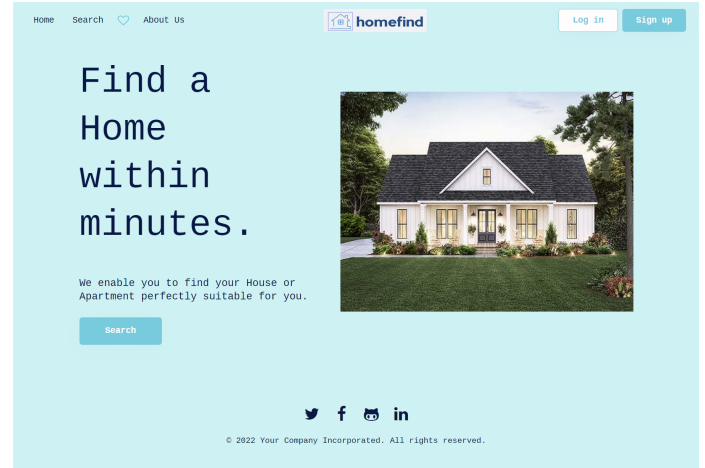 Home Search About Us homefind Log in Sign up
Find a
Home
within
minutes.
We enable you to find your House or
Apartment perfectly suitable for you.
Search
© 2022 Your Company Incorporated. All rights reserved.